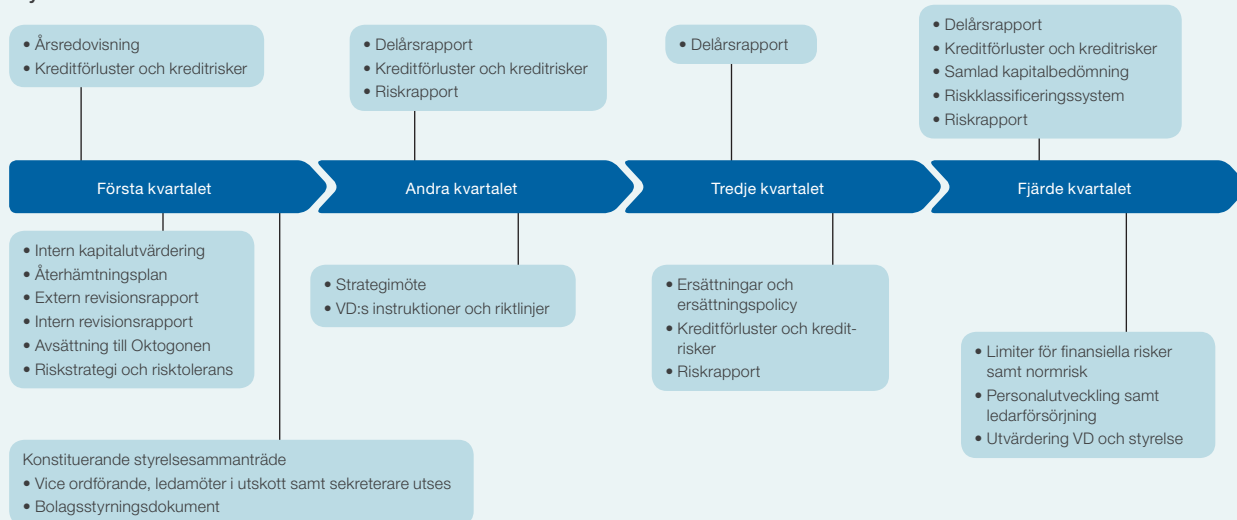 • Årsredovisning
• Kreditförluster och kreditrisker
• Delårsrapport
• Kreditförluster och kreditrisker
• Riskrapport
• Delårsrapport
• Delårsrapport
• Kreditförluster och kreditrisker
• Samlad kapitalbedömning
• Riskklassificeringssystem
• Riskrapport
Första kvartalet
Andra kvartalet
Tredje kvartalet
Fjärde kvartalet
• Intern kapitalutvärdering
• Återhämtningsplan
• Extern revisionsrapport
• Intern revisionsrapport
• Avsättning till Oktogonen
• Riskstrategi och risktolerans
Konstituerande styrelsesammanträde
• Vice ordförande, ledamöter i utskott samt sekreterare utses
• Bolagsstyrningsdokument
• Strategimöte
• VD:s instruktioner och riktlinjer
• Ersättningar och
ersättningspolicy
• Kreditförluster och kredit-
risker
• Riskrapport
• Limiter för finansiella risker
samt normrisk
• Personalutveckling samt
ledarförsörjning
• Utvärdering VD och styrelse